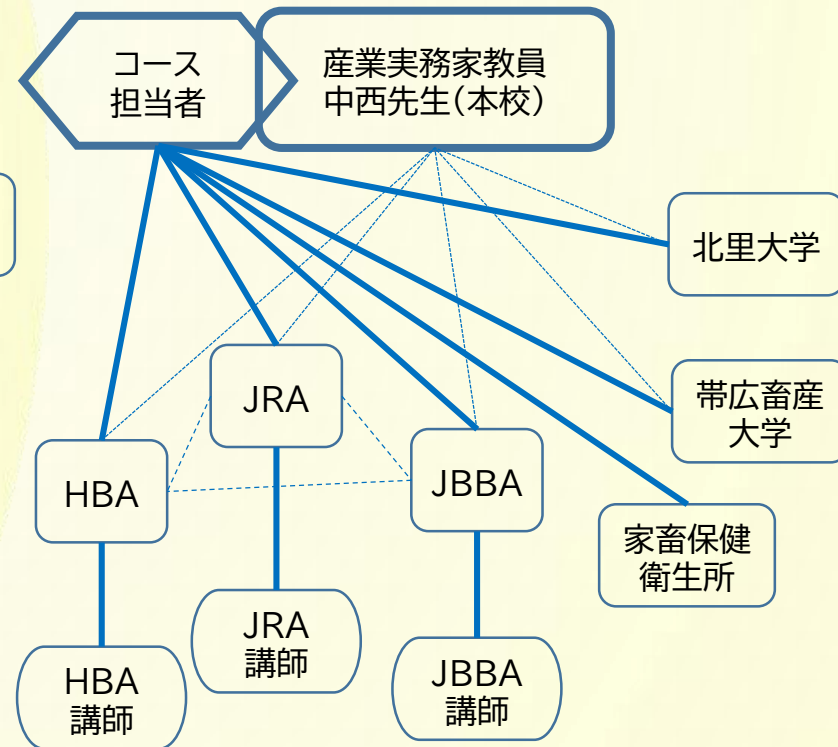 コース
担当者
産業実務家教員
中西先生(本校)
北里大学
JRA
帯広畜産
大学
HBA
JBBA
家畜保健
衛生所
JRA
講師
HBA
講師
JBBA
講師